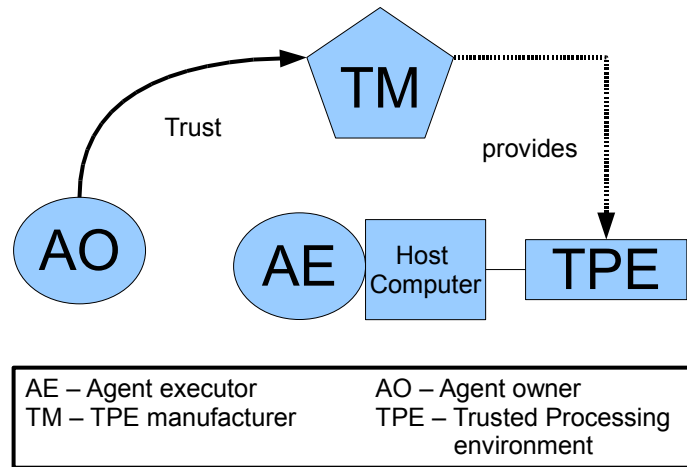 TM
Trust
provides
AO
AE
Host
Computer
TPE
AE – Agent executor
AO – Agent owner
TM – TPE manufacturer
TPE – Trusted Processing
environment